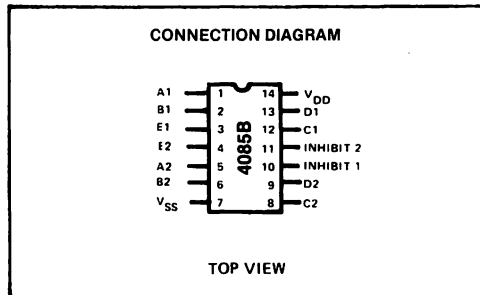 CONNECTION DIAGRAM
A1 1 14 VDD
B1 2 13 D1
E1 3 12 C1
E2 4 11 INHIBIT 2
A2 5 10 INHIBIT 1
B2 6 9 D2
VSS 7 8 C2
4085B
TOP VIEW